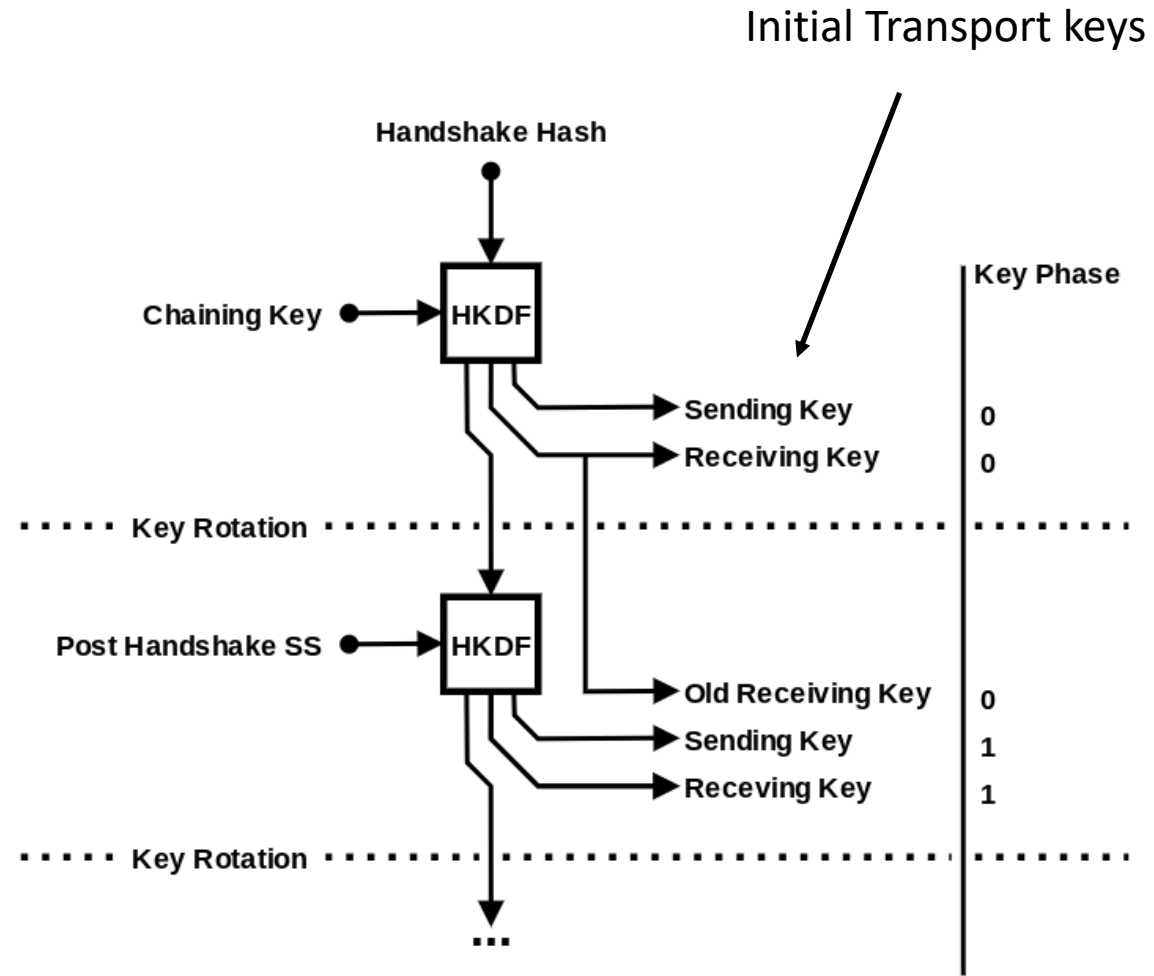 Initial Transport keys
Handshake Hash
Key Phase
Chaining Key
HKDF
Sending Key
0
Receiving Key
0
Key Rotation
Post Handshake SS
HKDF
Old Receiving Key
0
Sending Key
1
Receving Key
1
Key Rotation
...